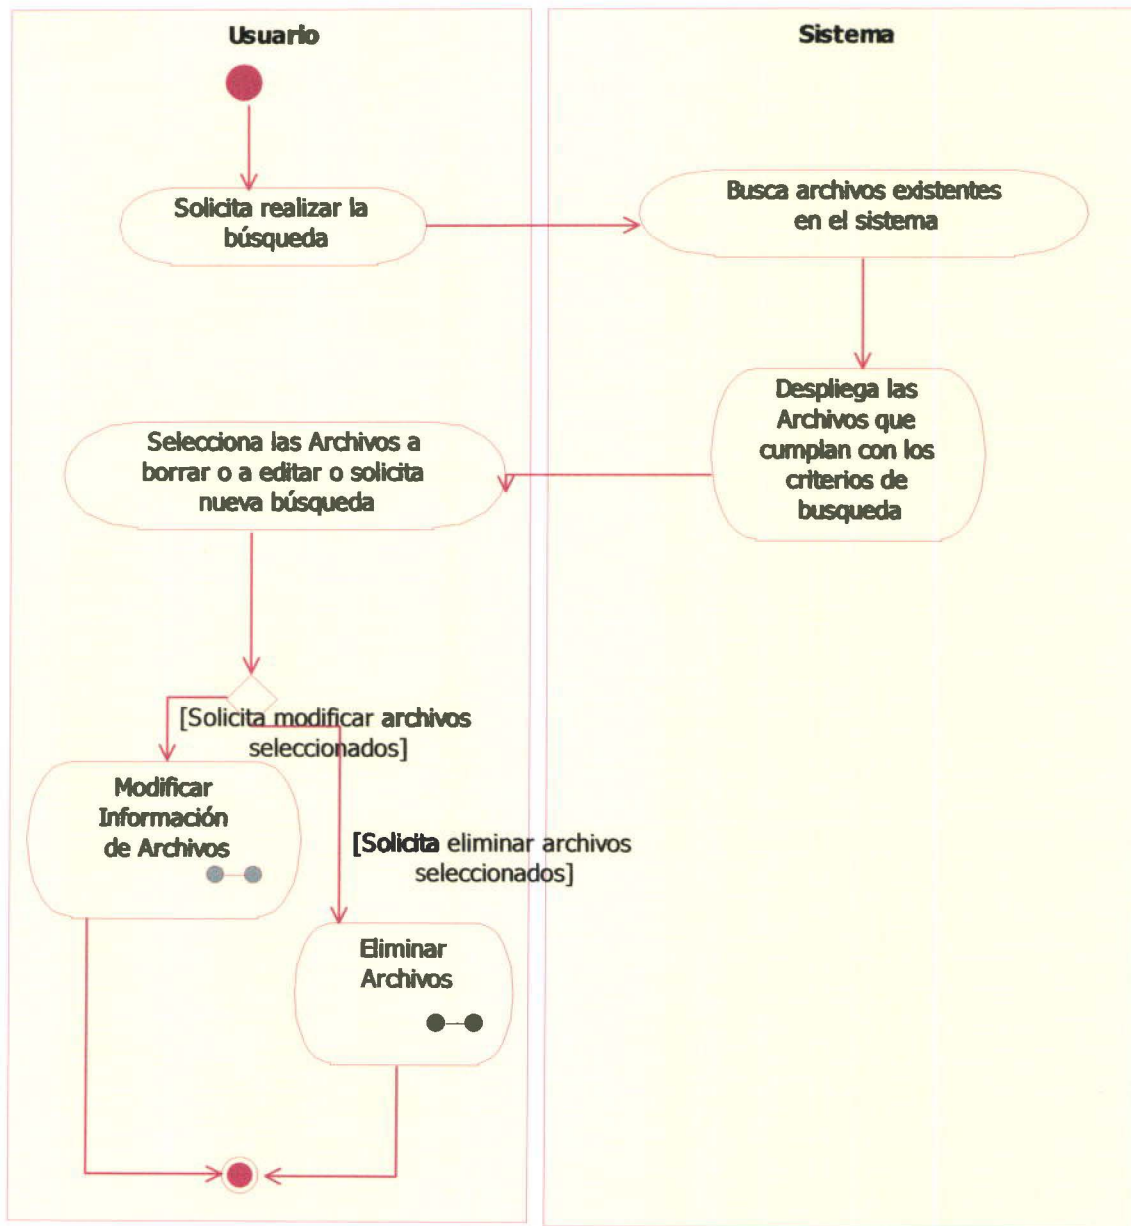 Usuario
Sistema
Solicita realizar la
búsqueda
Busca archivos existentes
en el sistema
Despliega las
Archivos que
cumplan con los
criterios de
busqueda
Selecciona las Archivos a
borrar o a editar o solicita
nueva búsqueda
[Solicita modificar archivos
seleccionados]
Modificar
Información
de Archivos
[Solicita eliminar archivos
seleccionados]
Eliminar
Archivos